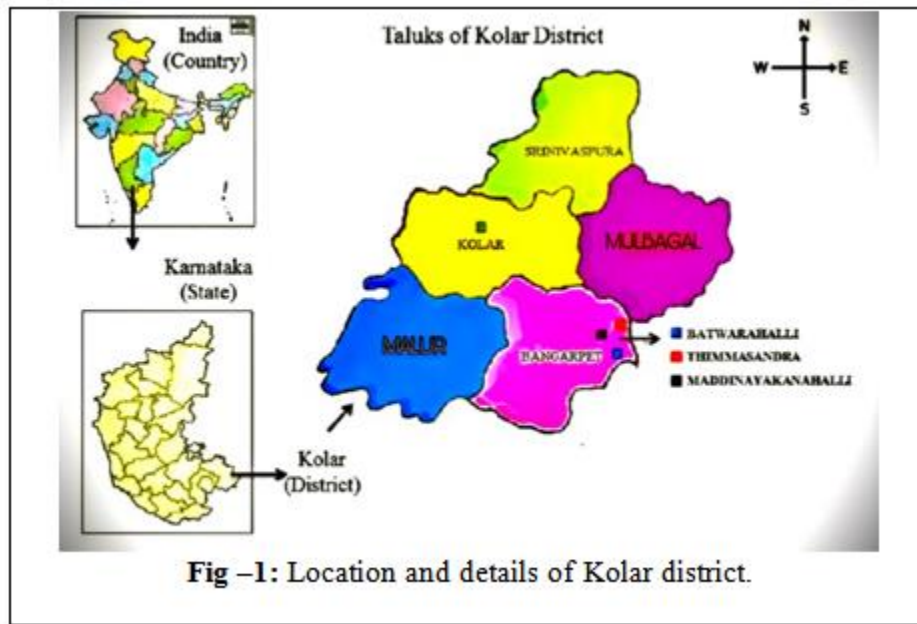 India
(Country)
Taluks of Kolar District
N
W
E
S
SRINIVASPURA
MULBAGAL
KOLAR
Karnataka
(State)
MALUR
BANGARPET
BATWARAHALLI
THIMMASANDRA
MADDINAYAKANAHALLI
Kolar
(District)
Fig –1: Location and details of Kolar district.